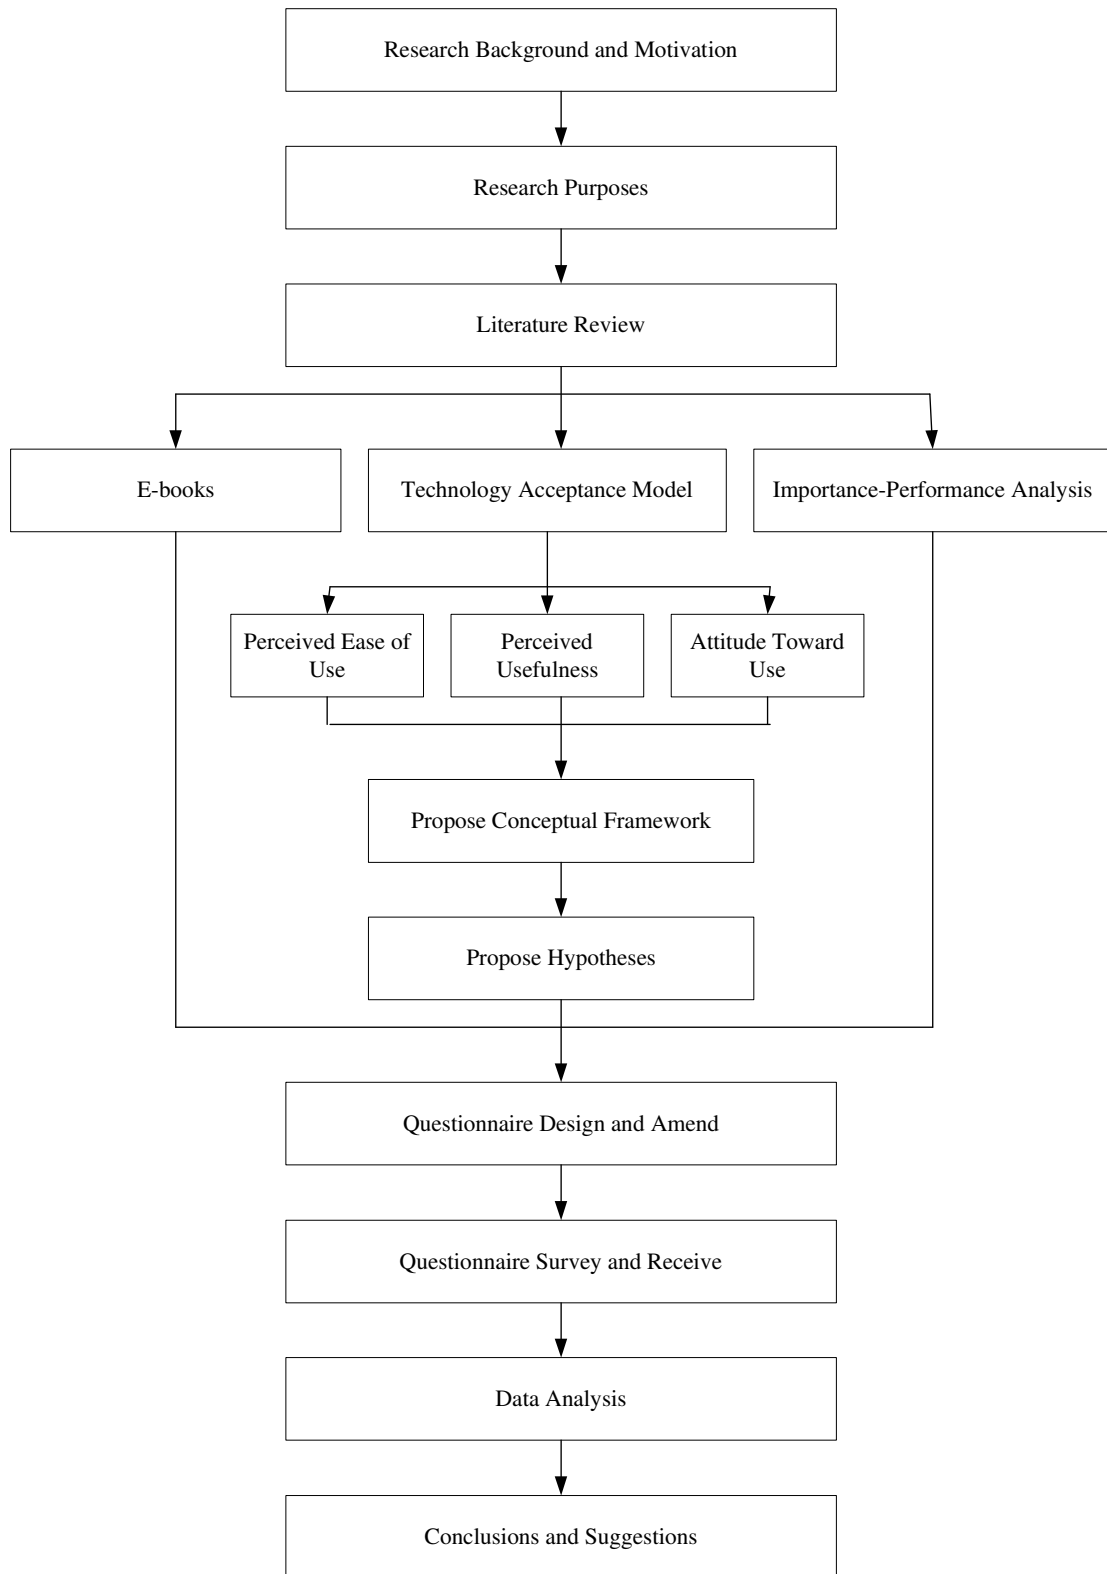 Research Background and Motivation
Research Purposes
Literature Review
E-books
Technology Acceptance Model
Importance-Performance Analysis
Perceived Ease of
Use
Perceived
Usefulness
Attitude Toward
Use
Propose Conceptual Framework
Propose Hypotheses
Questionnaire Design and Amend
Questionnaire Survey and Receive
Data Analysis
Conclusions and Suggestions